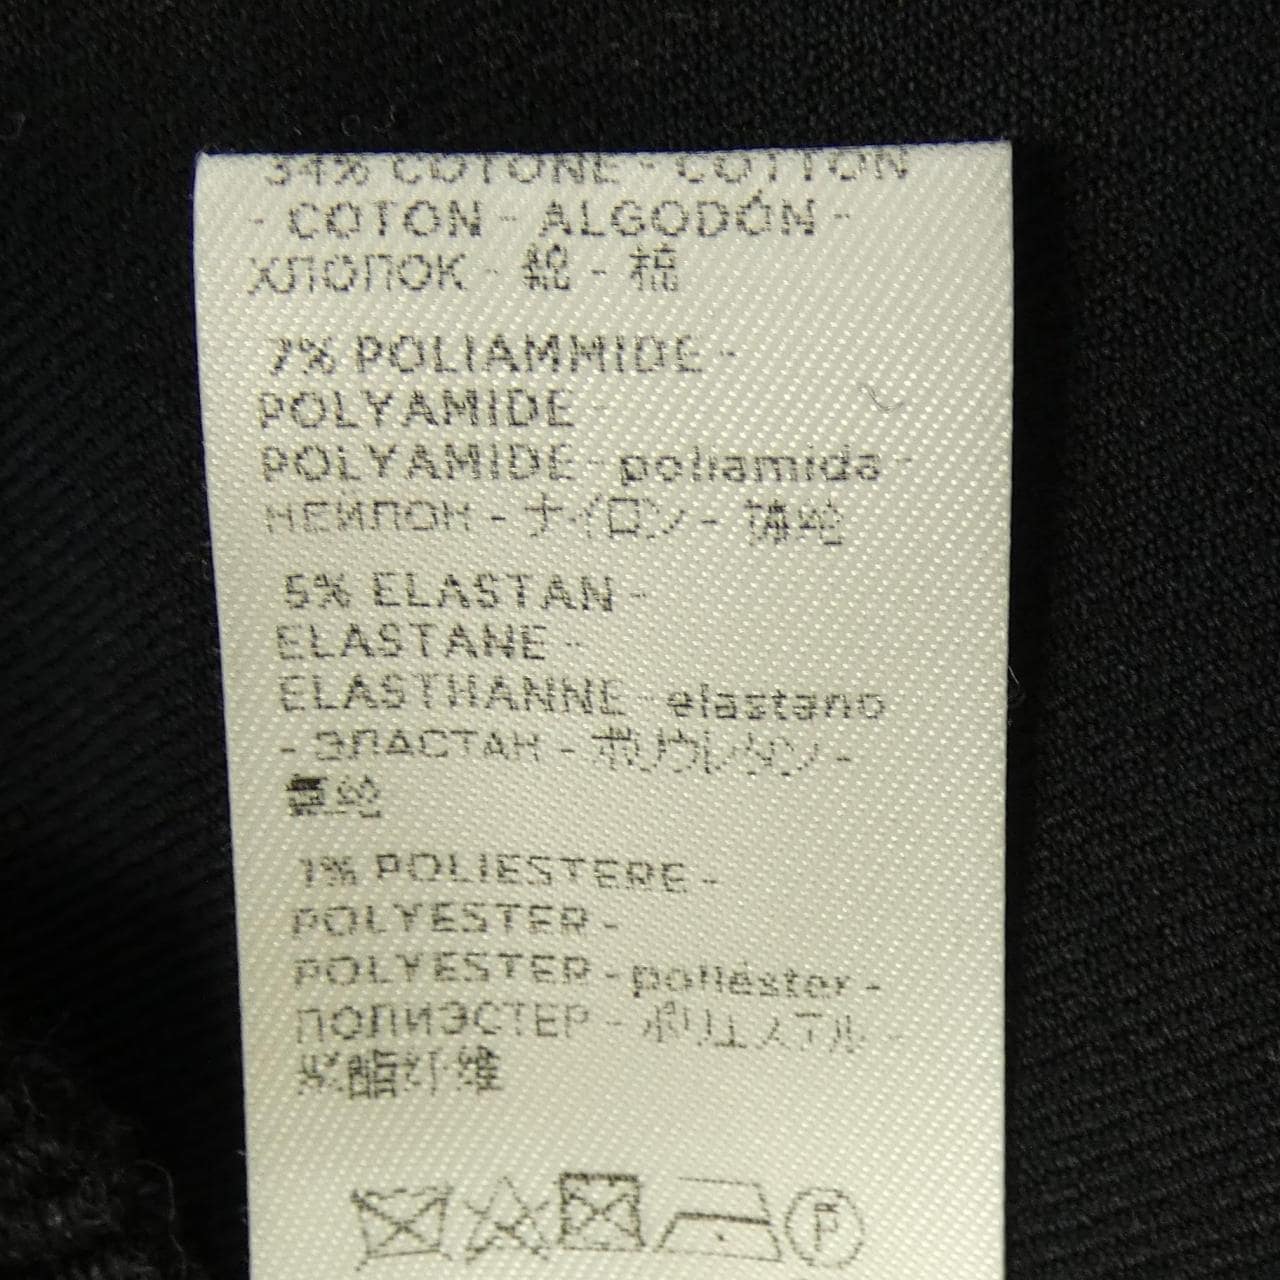 34% COTONE - COTTON
- COTON - ALGODÓN -
ХЛОПОК - 綿 - 棉
7% POLIAMMIDE -
POLYAMIDE -
POLYAMIDE - poliamida -
НЕЙЛОН - ナイロン - 锦纶
5% ELASTAN -
ELASTANE -
ELASTHANNE - elastano
- ЭЛАСТАН - ポリウレタン -
氨纶
1% POLIESTERE -
POLYESTER -
POLYESTER - poliéster -
ПОЛИЭСТЕР - ポリエステル -
聚酯纤维
P